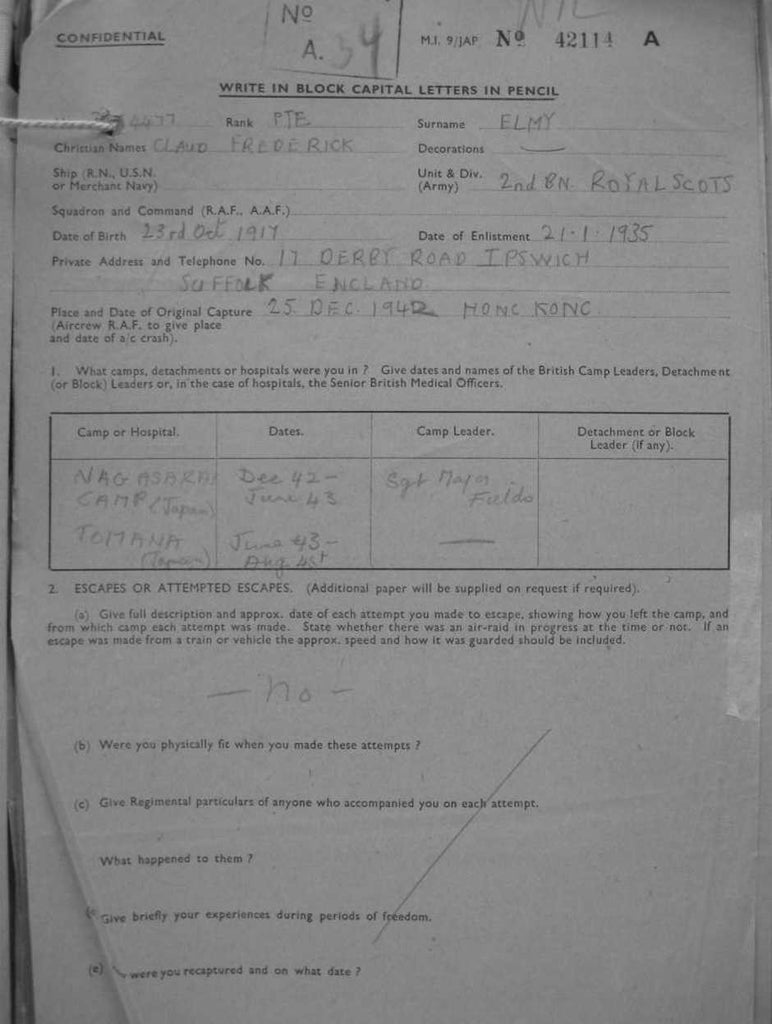 Nº NIL
CONFIDENTIAL A. 34 M.I. 9/JAP Nº 42114 A
WRITE IN BLOCK CAPITAL LETTERS IN PENCIL
4477 Rank PTE Surname ELMY
Christian Names CLAUD FREDERICK Decorations —
Ship (R.N., U.S.N. or Merchant Navy)
Unit & Div. (Army) 2nd BN. ROYAL SCOTS
Squadron and Command (R.A.F., A.A.F.)
Date of Birth 23rd Oct 1917 Date of Enlistment 21·1·1935
Private Address and Telephone No. 17 DERBY ROAD IPSWICH
SUFFOLK ENGLAND
Place and Date of Original Capture 25 DEC. 1942 HONG KONG
(Aircrew R.A.F. to give place
and date of a/c crash).
1. What camps, detachments or hospitals were you in ? Give dates and names of the British Camp Leaders, Detachment
(or Block) Leaders or, in the case of hospitals, the Senior British Medical Officers.
Camp or Hospital. Dates. Camp Leader. Detachment or Block
Leader (if any).
NAGASAKA Dec 42 – Sgt Major
CAMP (Japan) June 43 Fields
TOMANA June 43 – —
(Japan) Aug 45
2. ESCAPES OR ATTEMPTED ESCAPES. (Additional paper will be supplied on request if required).
(a) Give full description and approx. date of each attempt you made to escape, showing how you left the camp, and
from which camp each attempt was made. State whether there was an air-raid in progress at the time or not. If an
escape was made from a train or vehicle the approx. speed and how it was guarded should be included.
— no —
(b) Were you physically fit when you made these attempts ?
(c) Give Regimental particulars of anyone who accompanied you on each attempt.
What happened to them ?
Give briefly your experiences during periods of freedom.
(e) were you recaptured and on what date ?